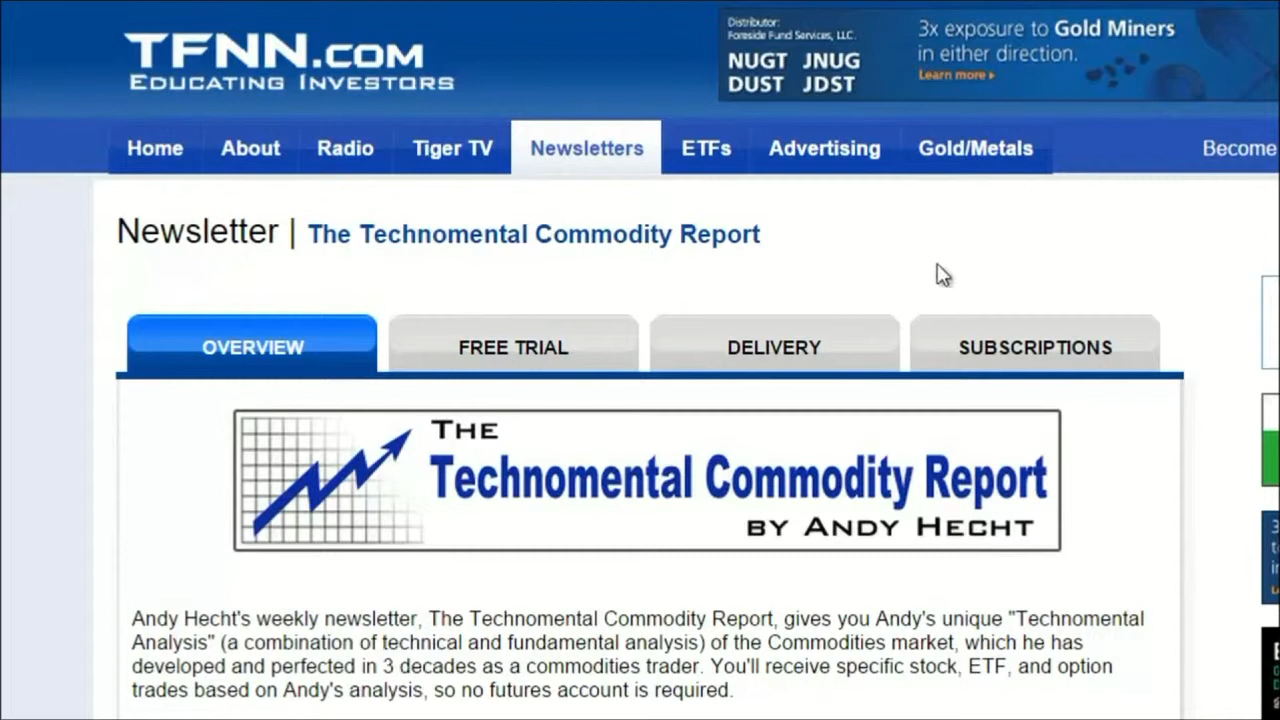 TFNN.COM
EDUCATING INVESTORS
Distributor:
Foreside Fund Services, LLC.
NUGT JNUG
DUST JDST
3x exposure to Gold Miners
in either direction.
Learn more
Home About Radio Tiger TV Newsletters ETFs Advertising Gold/Metals Become
Newsletter | The Technomental Commodity Report
OVERVIEW FREE TRIAL DELIVERY SUBSCRIPTIONS
THE
Technomental Commodity Report
BY ANDY HECHT
Andy Hecht's weekly newsletter, The Technomental Commodity Report, gives you Andy's unique "Technomental
Analysis" (a combination of technical and fundamental analysis) of the Commodities market, which he has
developed and perfected in 3 decades as a commodities trader. You'll receive specific stock, ETF, and option
trades based on Andy's analysis, so no futures account is required.